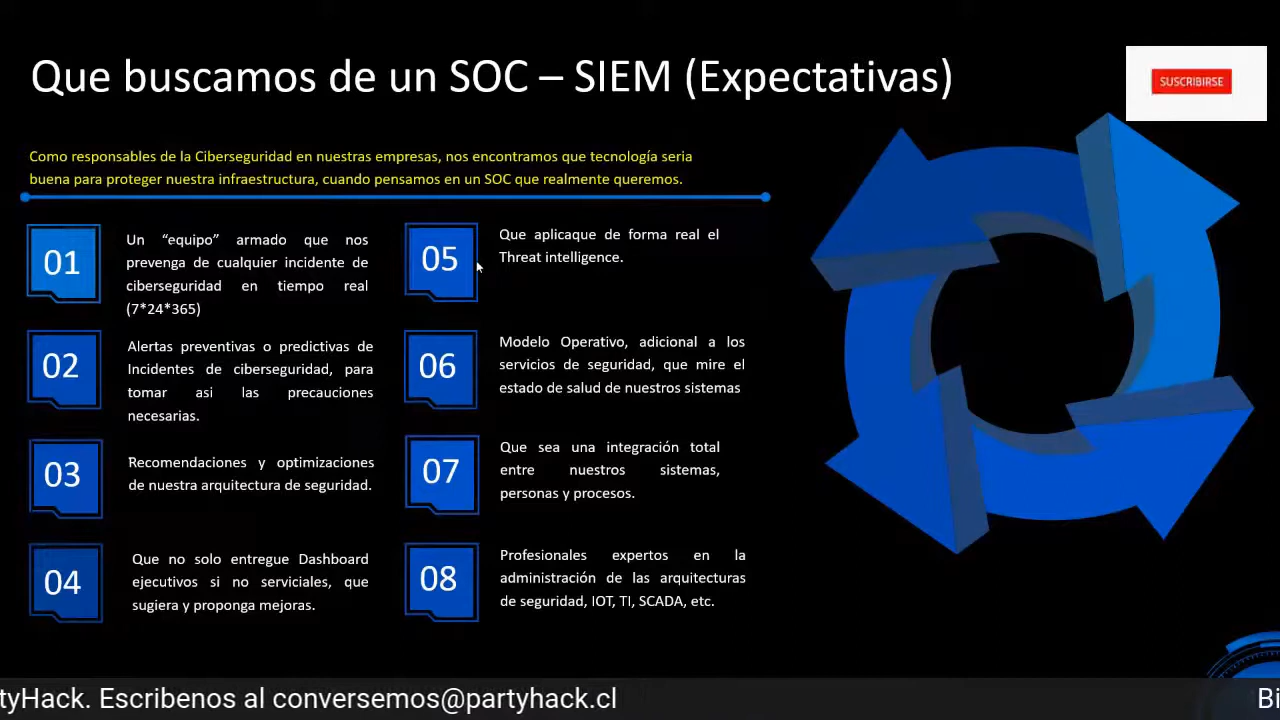 Que buscamos de un SOC – SIEM (Expectativas)
SUSCRIBIRSE
Como responsables de la Ciberseguridad en nuestras empresas, nos encontramos que tecnología seria
buena para proteger nuestra infraestructura, cuando pensamos en un SOC que realmente queremos.
01
Un “equipo” armado que nos
prevenga de cualquier incidente de
ciberseguridad en tiempo real
(7*24*365)
02
Alertas preventivas o predictivas de
Incidentes de ciberseguridad, para
tomar asi las precauciones
necesarias.
03
Recomendaciones y optimizaciones
de nuestra arquitectura de seguridad.
04
Que no solo entregue Dashboard
ejecutivos si no serviciales, que
sugiera y proponga mejoras.
05
Que aplicaque de forma real el
Threat intelligence.
06
Modelo Operativo, adicional a los
servicios de seguridad, que mire el
estado de salud de nuestros sistemas
07
Que sea una integración total
entre nuestros sistemas,
personas y procesos.
08
Profesionales expertos en la
administración de las arquitecturas
de seguridad, IOT, TI, SCADA, etc.
tyHack. Escribenos al conversemos@partyhack.cl
Bi